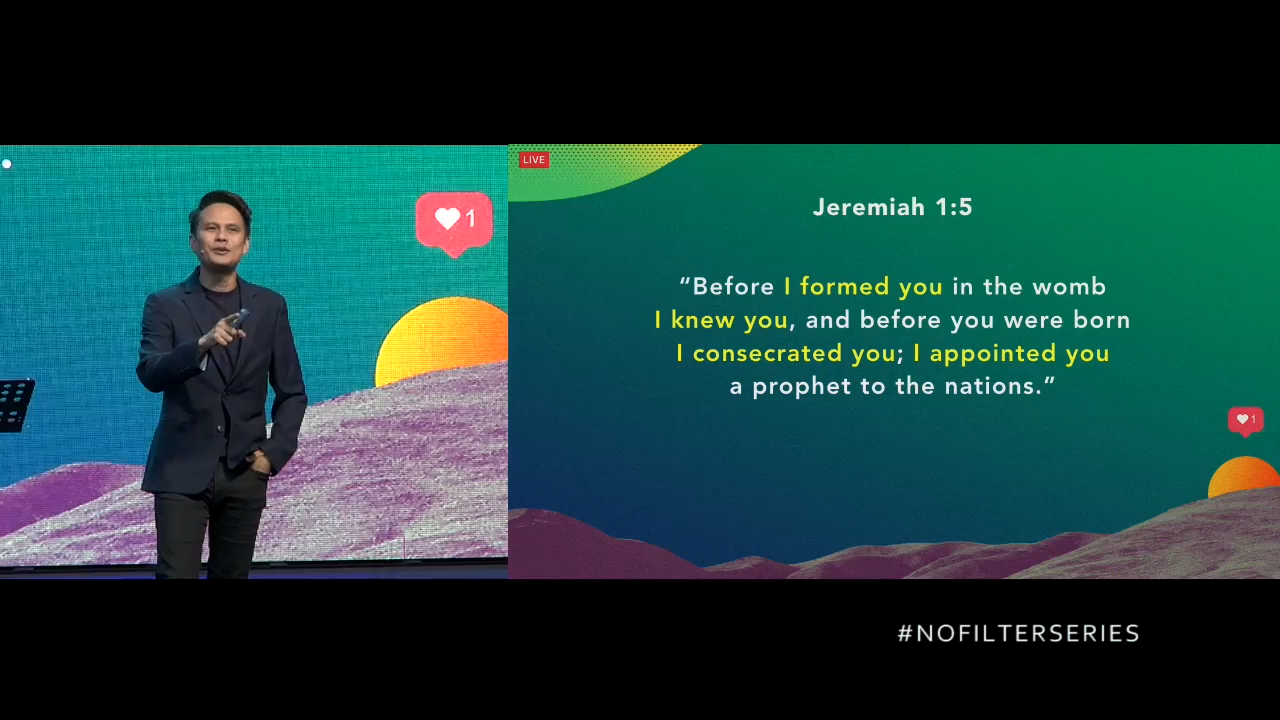 1
LIVE
Jeremiah 1:5
“Before I formed you in the womb
I knew you, and before you were born
I consecrated you; I appointed you
a prophet to the nations.”
1
#NOFILTERSERIES